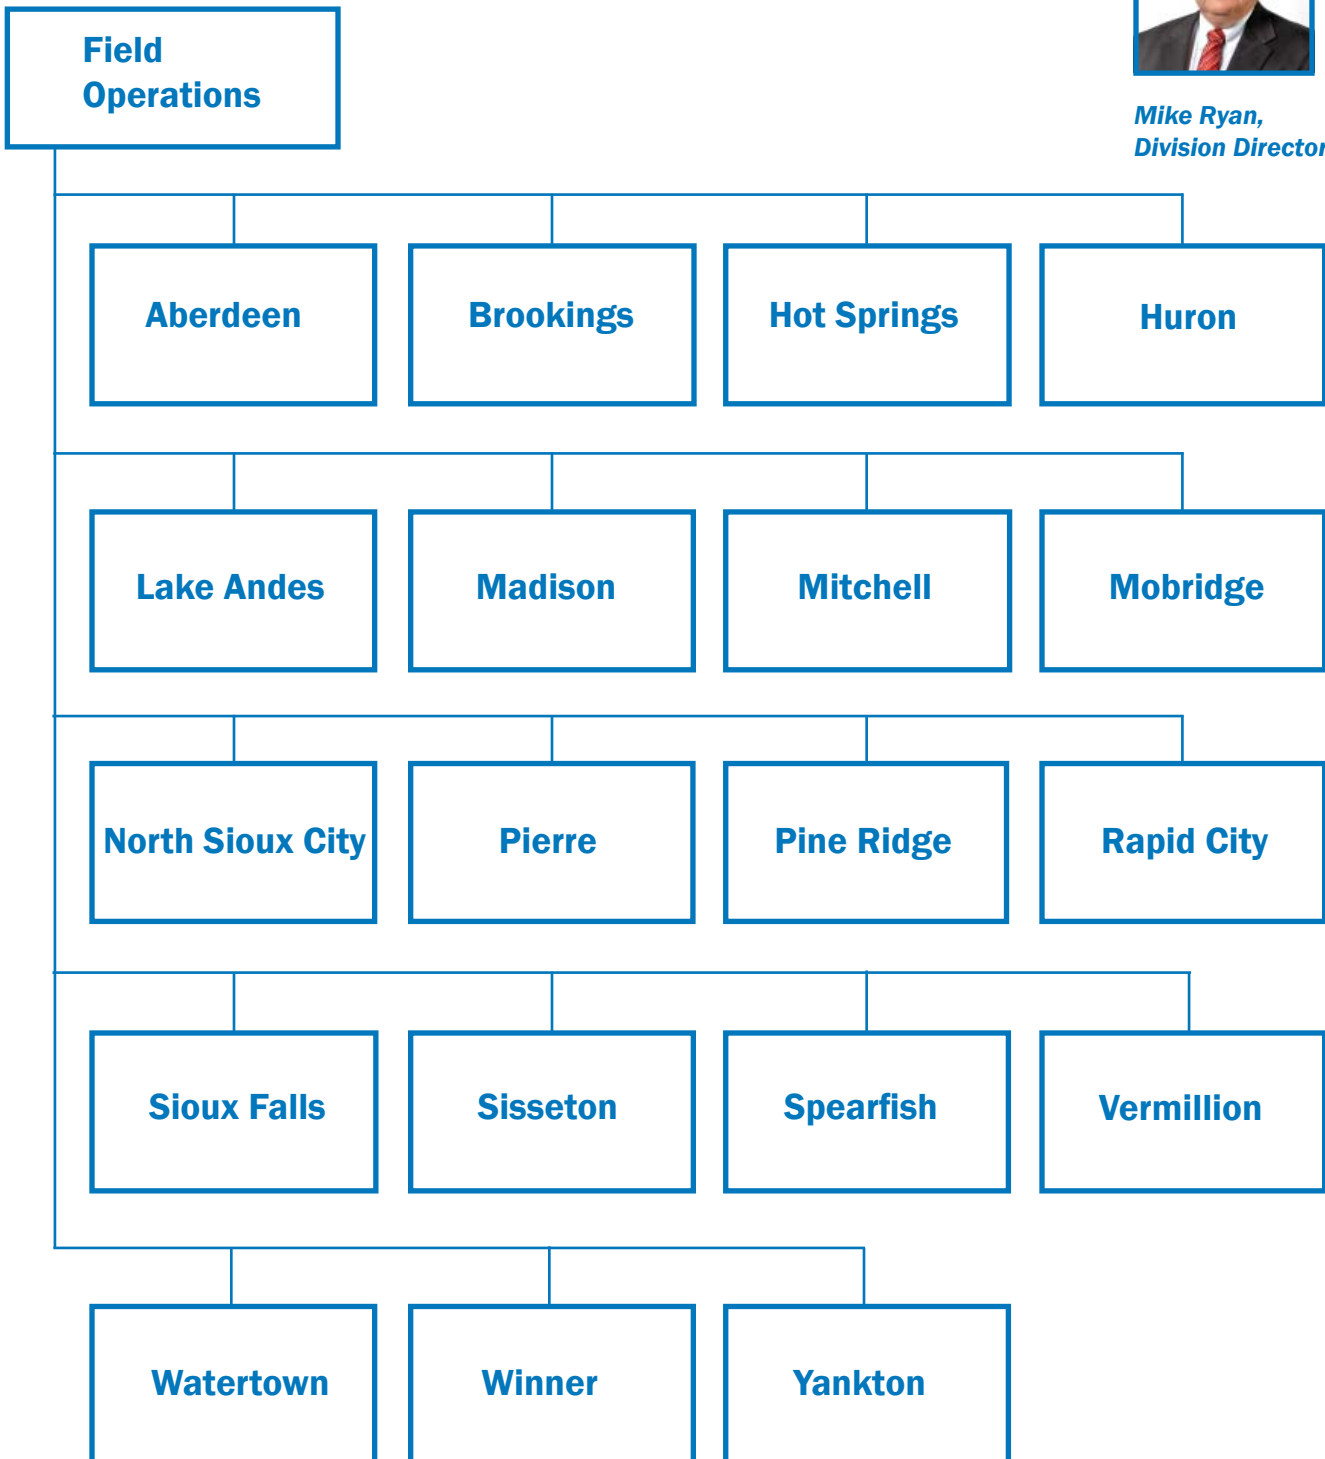 Field
Operations
Mike Ryan,
Division Director
Aberdeen
Brookings
Hot Springs
Huron
Lake Andes
Madison
Mitchell
Mobridge
North Sioux City
Pierre
Pine Ridge
Rapid City
Sioux Falls
Sisseton
Spearfish
Vermillion
Watertown
Winner
Yankton